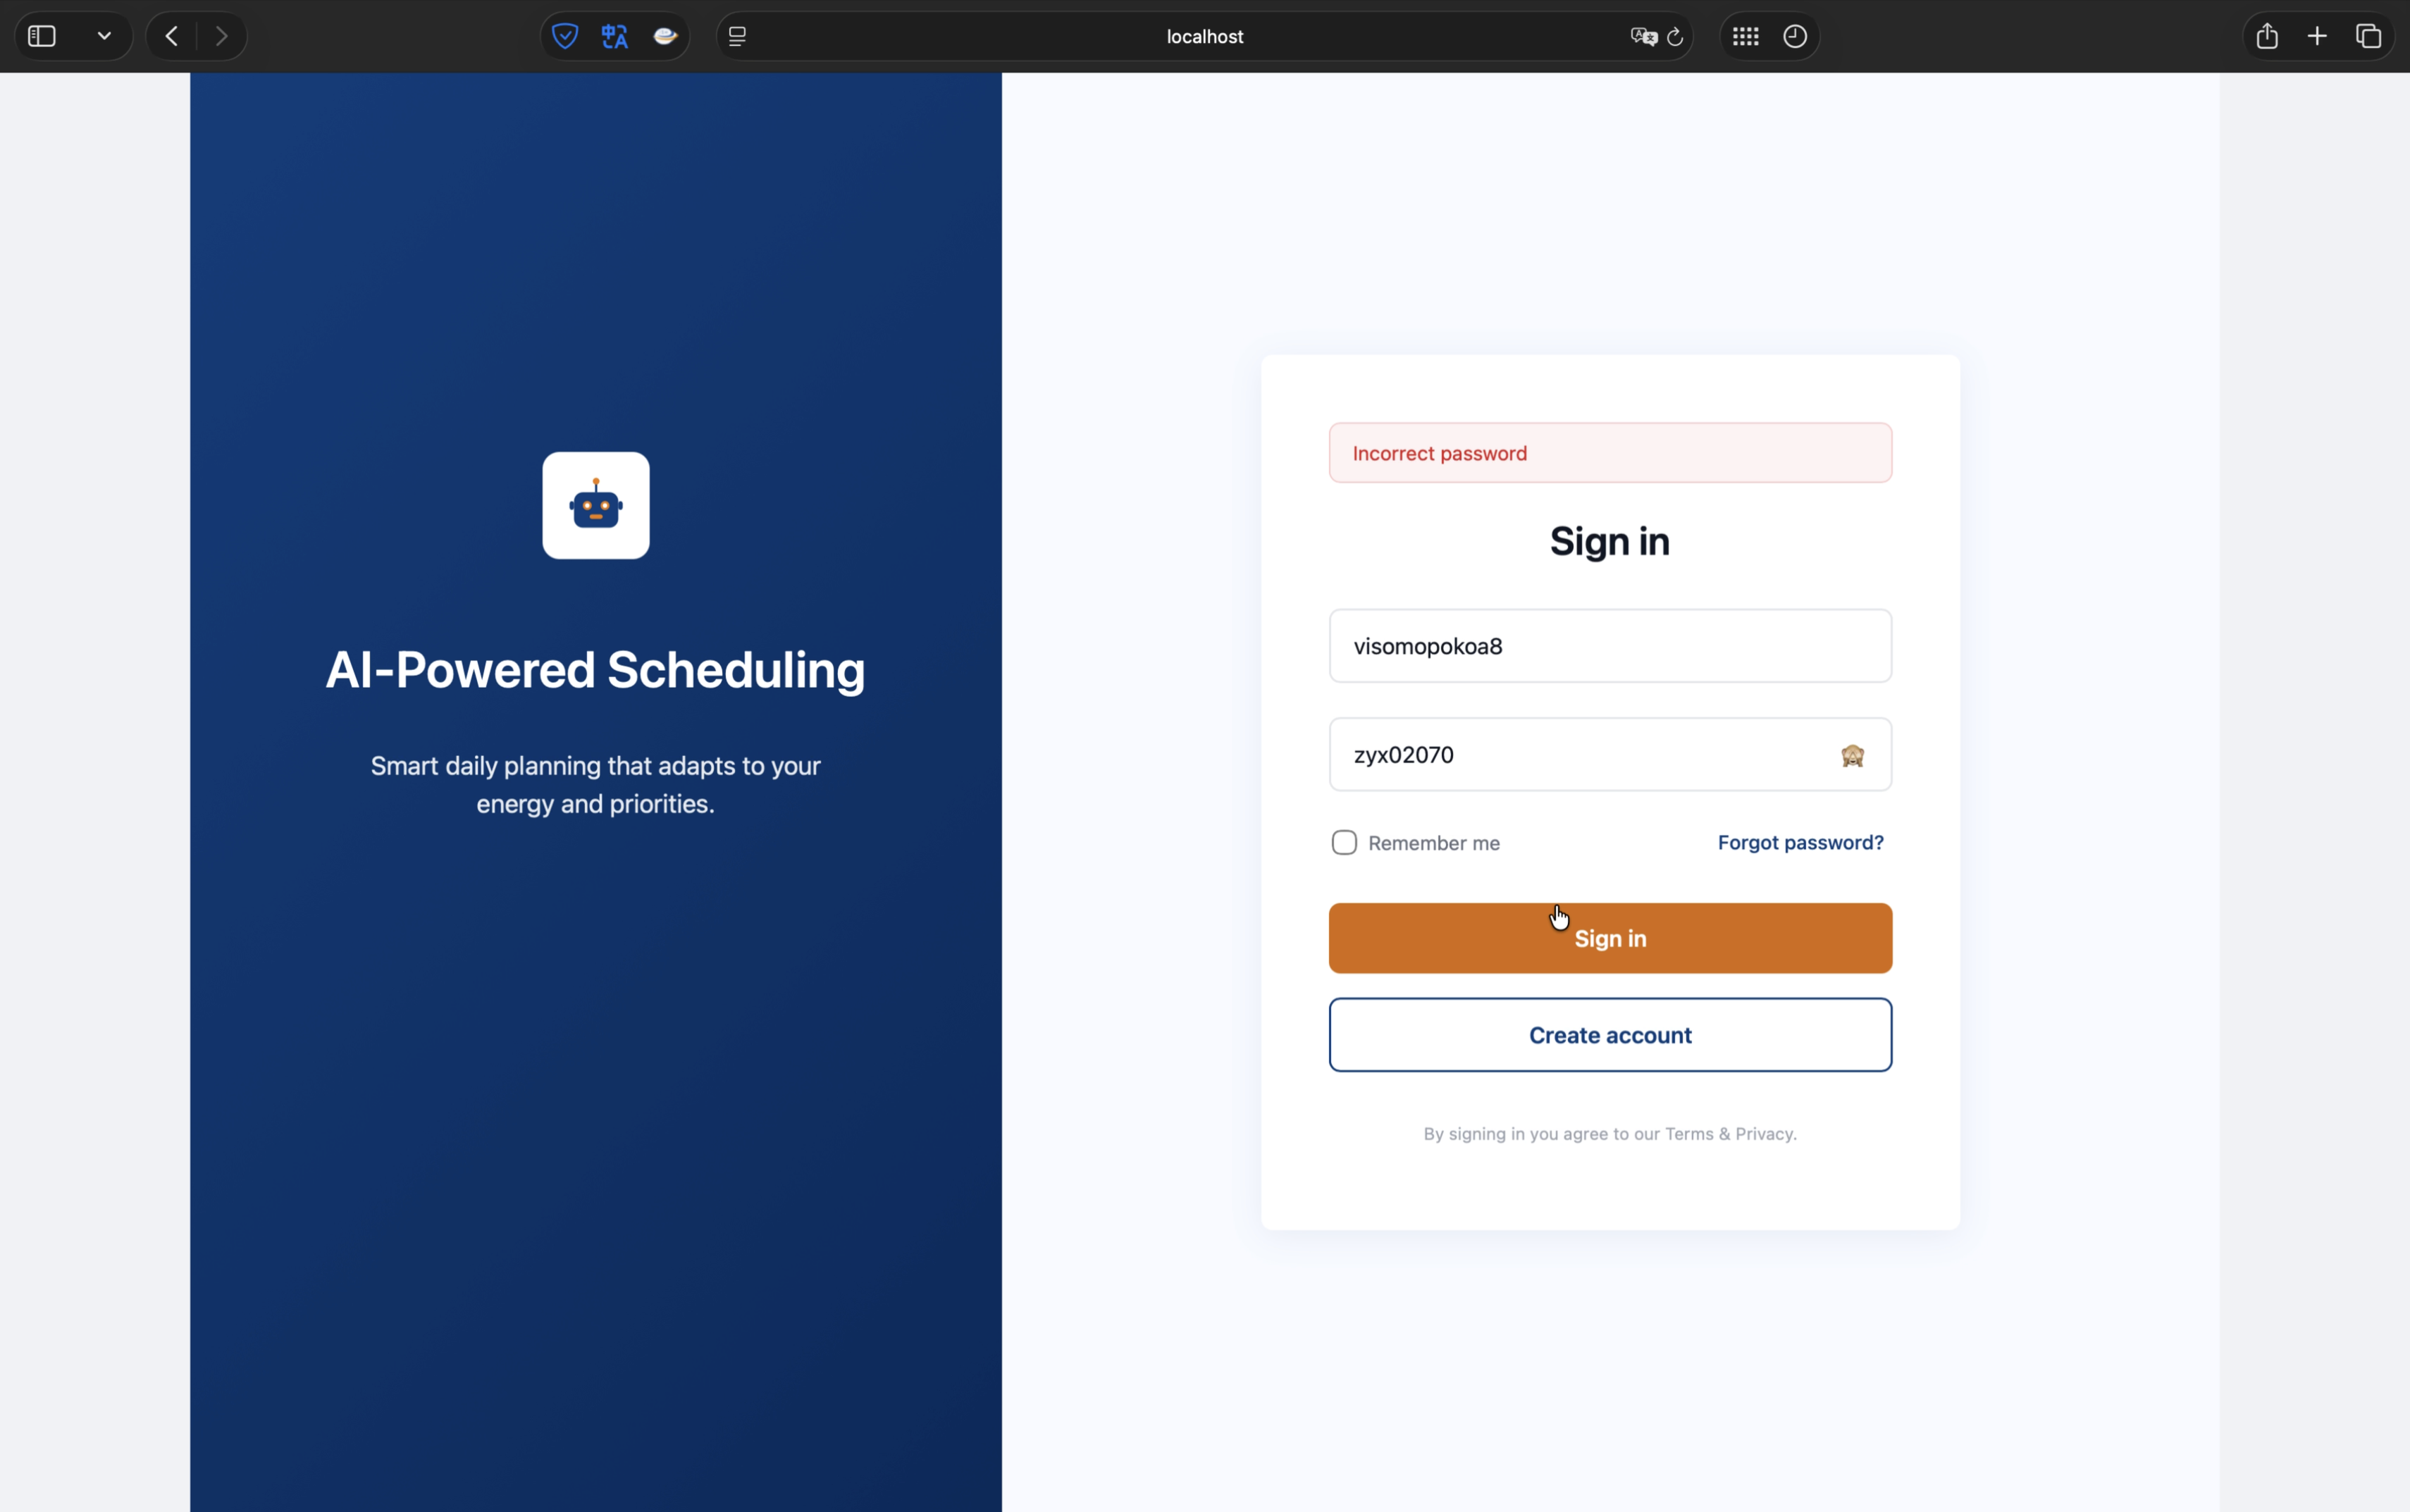 localhost
AI-Powered Scheduling
Smart daily planning that adapts to your
energy and priorities.
Incorrect password
Sign in
visomopokoa8
zyx02070
Remember me
Forgot password?
Sign in
Create account
By signing in you agree to our Terms & Privacy.